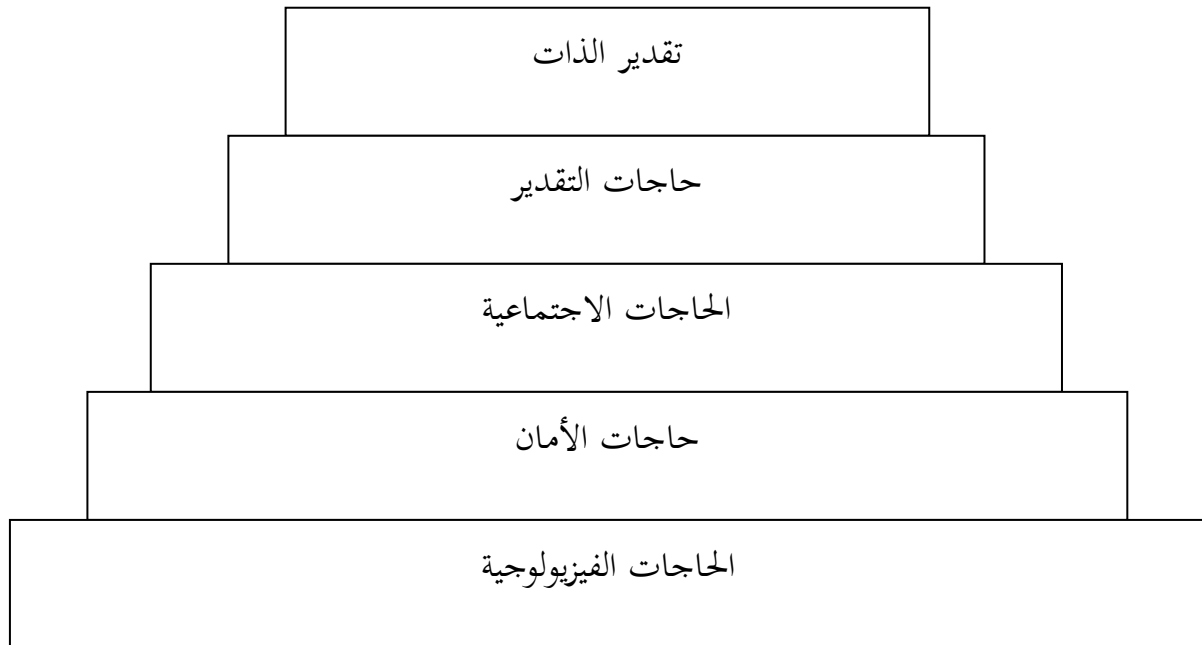 تقدير الذات
حاجات التقدير
الحاجات الاجتماعية
حاجات الأمان
الحاجات الفيزيولوجية